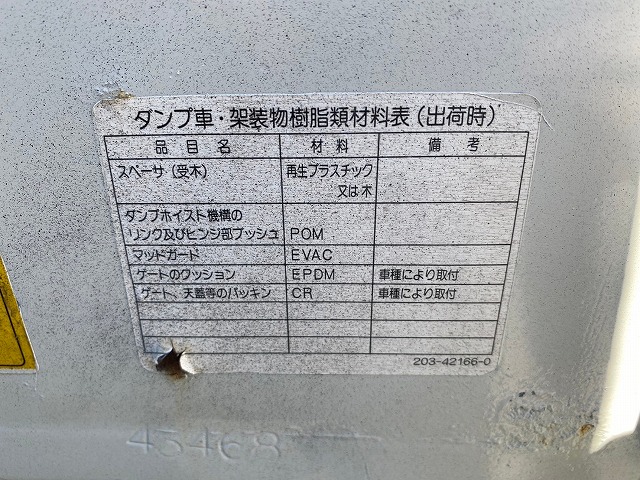 ダンプ車・架装物樹脂類材料表(出荷時)
品目名 材料 備考
スペーサ(受木) 再生プラスチック
又は木
ダンプホイスト機構の
リンク及びヒンジ部ブッシュ POM
マッドガード EVAC
ゲートのクッション EPDM 車種により取付
ゲート、天蓋等のパッキン CR 車種により取付
203-42166-0
45468